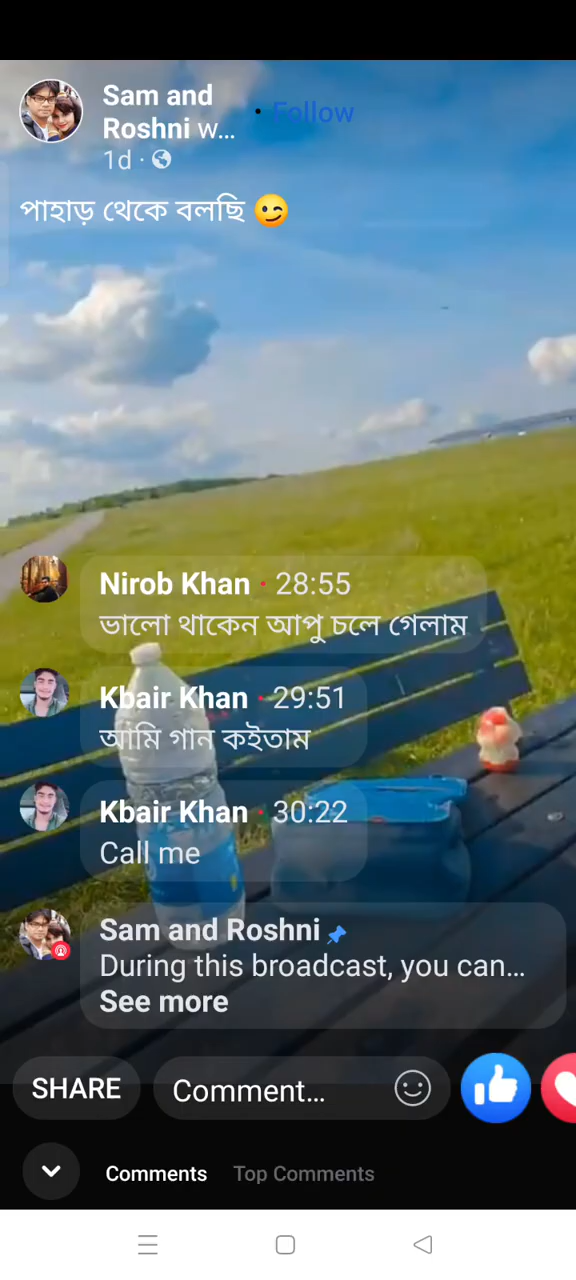 Sam and
Roshni w... · Follow
1d ·
পাহাড় থেকে বলছি 😉
Nirob Khan · 28:55
ভালো থাকেন আপু চলে গেলাম
Kbair Khan · 29:51
আমি গান কইতাম
Kbair Khan · 30:22
Call me
Sam and Roshni
During this broadcast, you can...
See more
SHARE
Comment...
Comments
Top Comments